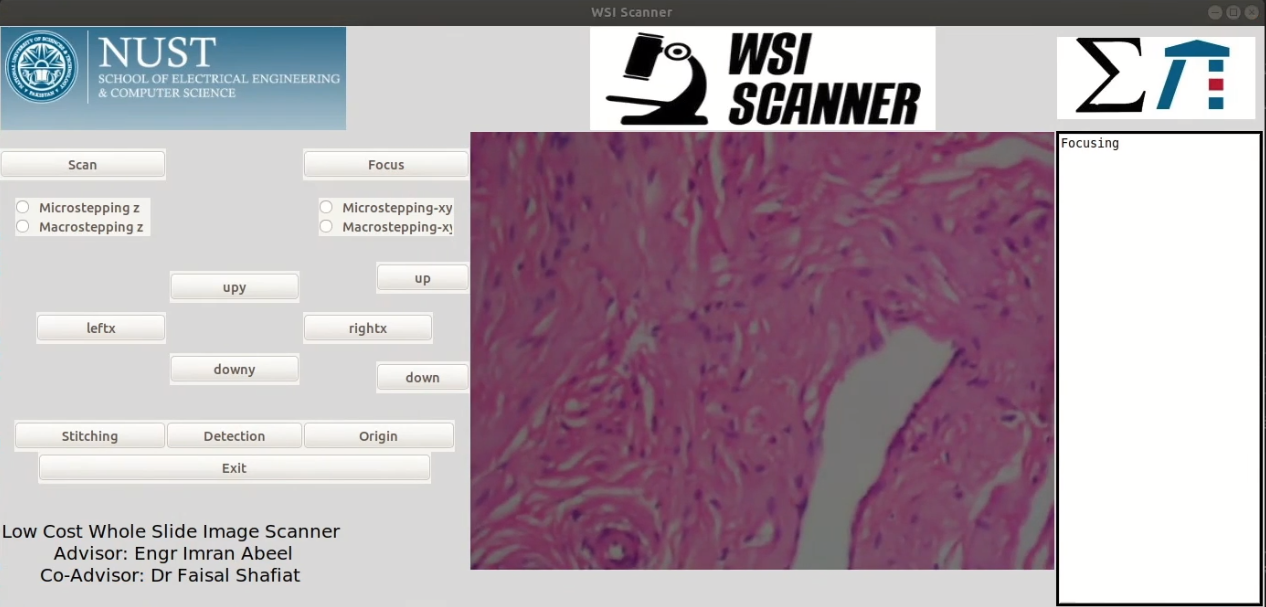 WSI Scanner
NUST
SCHOOL OF ELECTRICAL ENGINEERING
& COMPUTER SCIENCE
WSI
SCANNER
Scan
Focus
Focusing
Microstepping z
Microstepping-xy
Macrostepping z
Macrostepping-xy
up
upy
leftx
rightx
downy
down
Stitching
Detection
Origin
Exit
Low Cost Whole Slide Image Scanner
Advisor: Engr Imran Abeel
Co-Advisor: Dr Faisal Shafiat